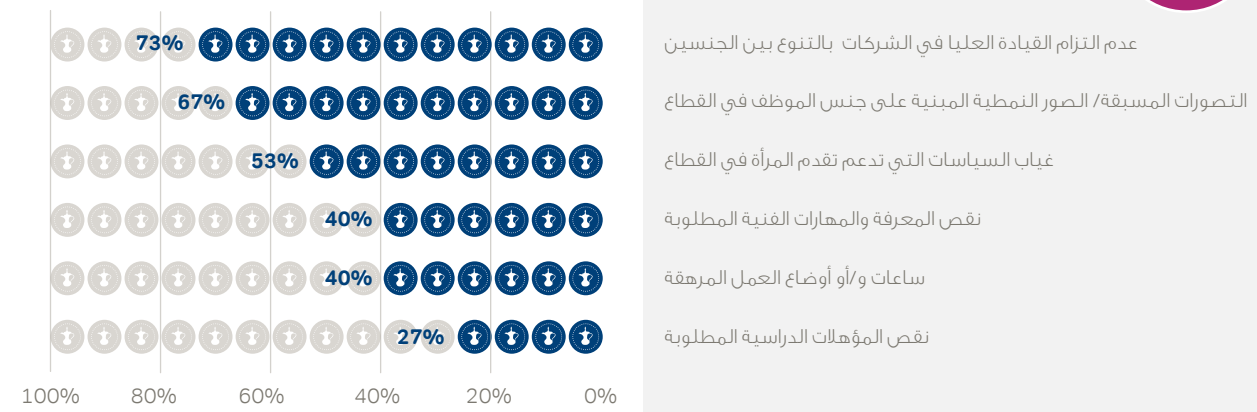 عدم التزام القيادة العليا في الشركات بالتنوع بين الجنسين
73%
التصورات المسبقة/ الصور النمطية المبنية على جنس الموظف في القطاع
67%
غياب السياسات التي تدعم تقدم المرأة في القطاع
53%
نقص المعرفة والمهارات الفنية المطلوبة
40%
ساعات و/أو أوضاع العمل المرهقة
40%
نقص المؤهلات الدراسية المطلوبة
27%
0% 20% 40% 60% 80% 100%